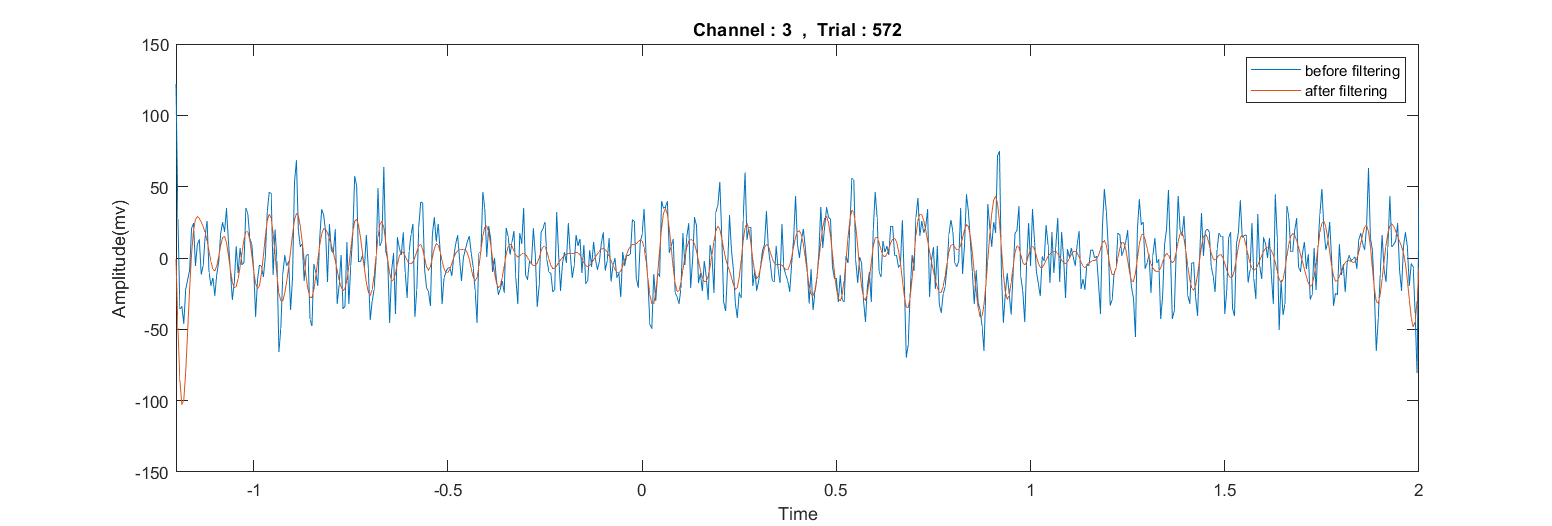 Channel : 3 , Trial : 572
150
100
50
0
-50
-100
-150
Amplitude(mv)
before filtering
after filtering
-1
-0.5
0
0.5
1
1.5
2
Time